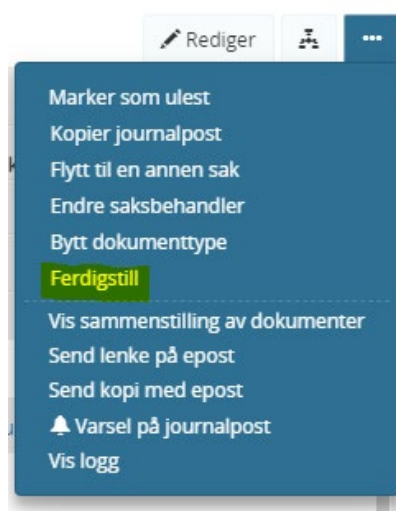 Rediger
Marker som ulest
Kopier journalpost
Flytt til en annen sak
Endre saksbehandler
Bytt dokumenttype
Ferdigstill
Vis sammenstilling av dokumenter
Send lenke på epost
Send kopi med epost
Varsel på journalpost
Vis logg